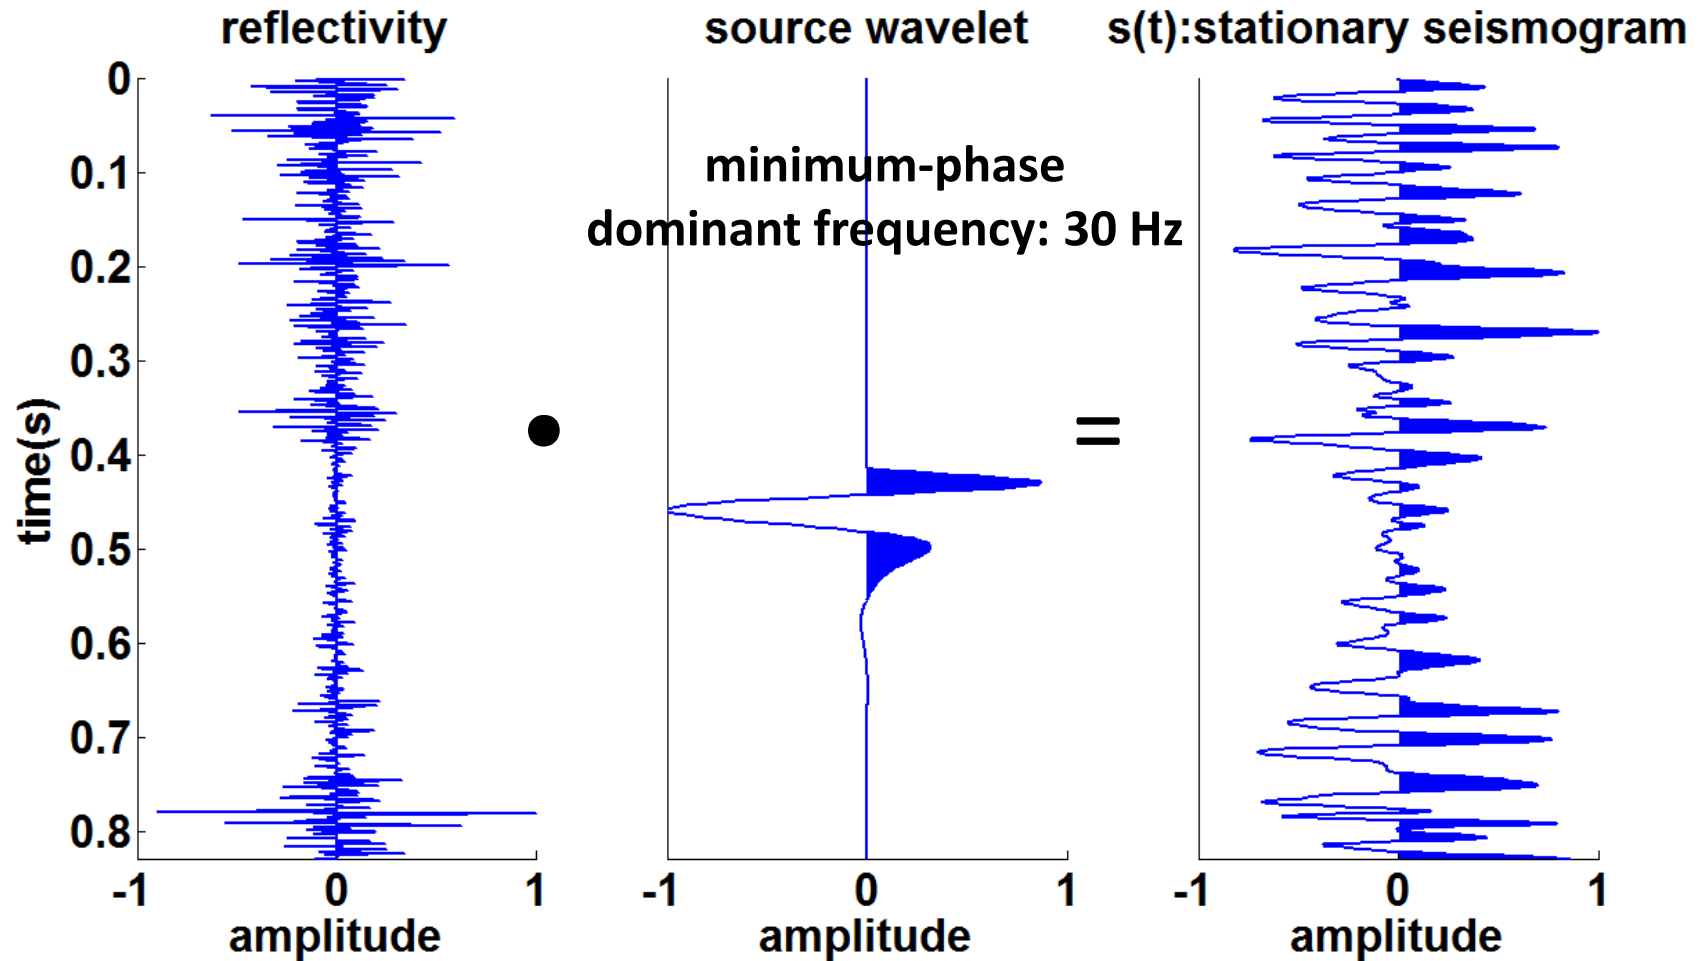 reflectivity
source wavelet
s(t):stationary seismogram
minimum-phase
dominant frequency: 30 Hz
time(s)
0
0.1
0.2
0.3
0.4
0.5
0.6
0.7
0.8
• =
-1 0 1
-1 0 1
-1 0 1
amplitude
amplitude
amplitude